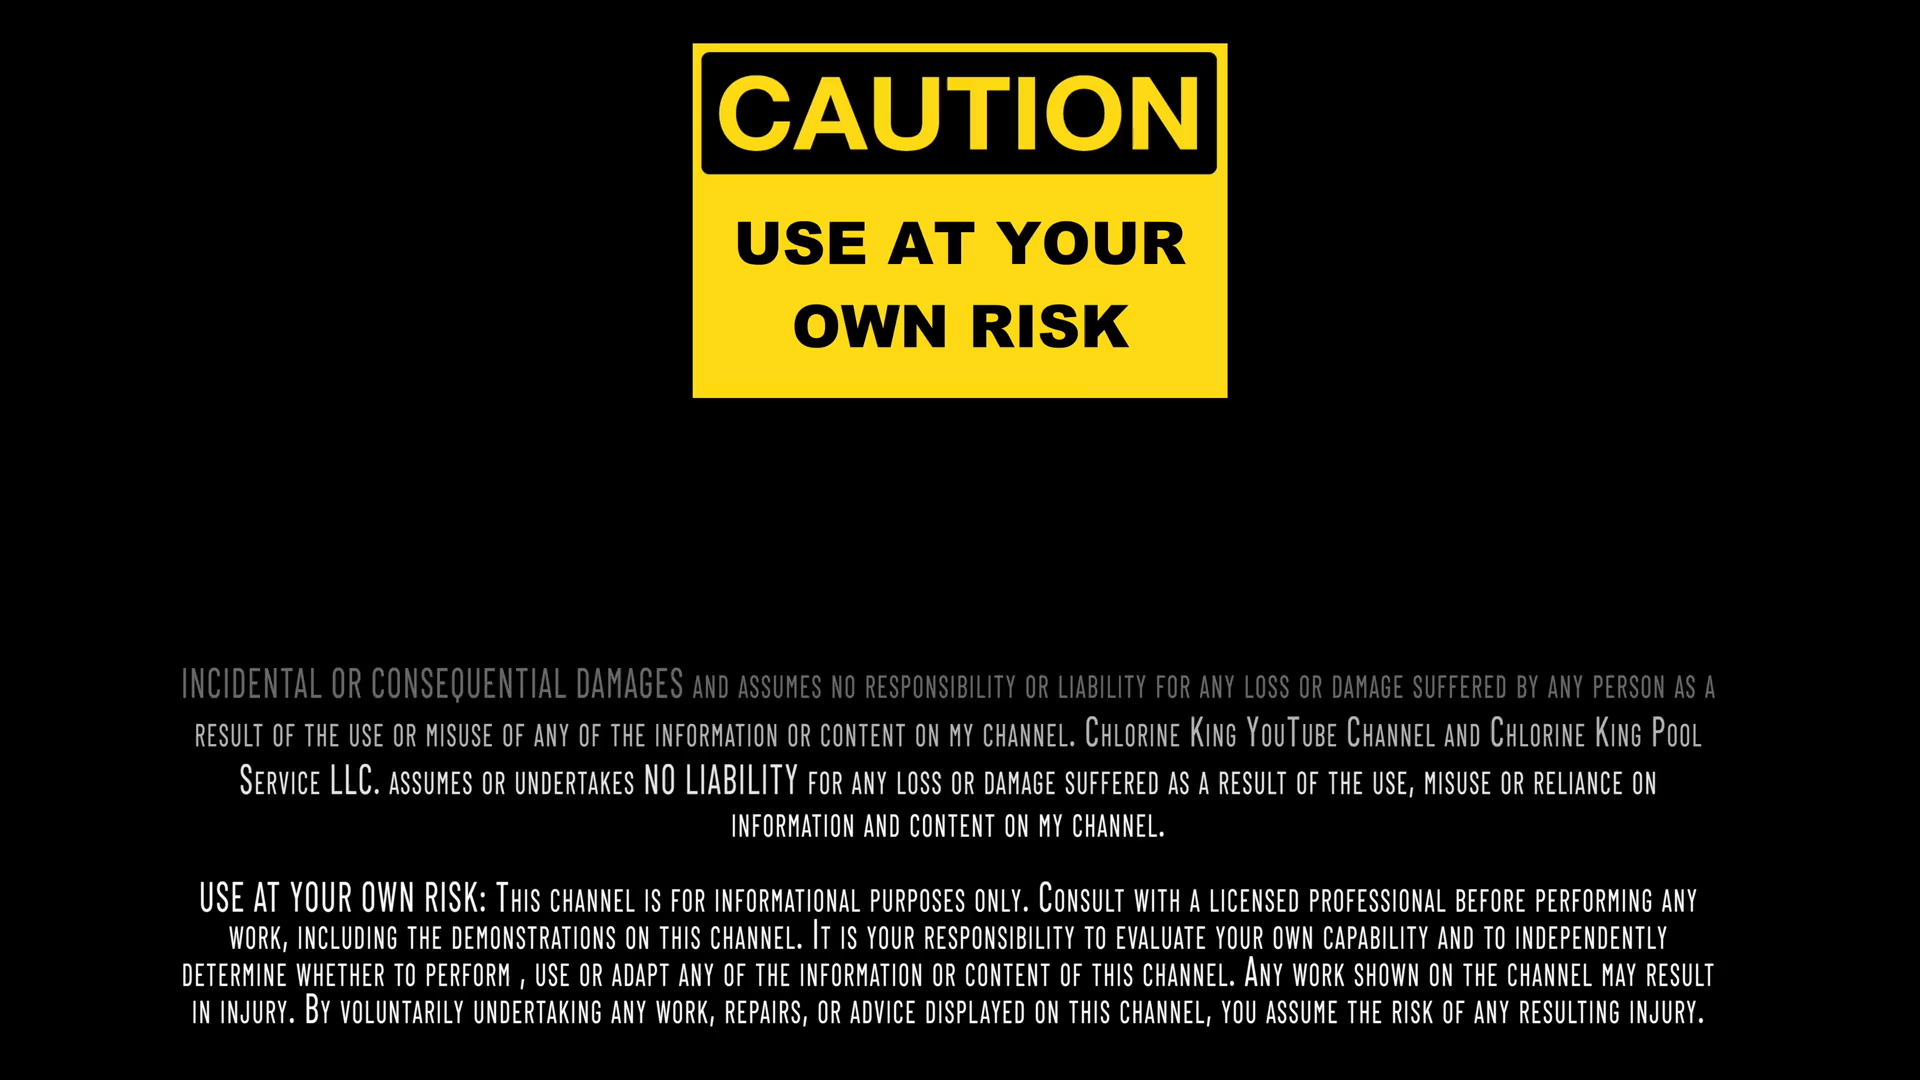 CAUTION
USE AT YOUR
OWN RISK
INCIDENTAL OR CONSEQUENTIAL DAMAGES AND ASSUMES NO RESPONSIBILITY OR LIABILITY FOR ANY LOSS OR DAMAGE SUFFERED BY ANY PERSON AS A
RESULT OF THE USE OR MISUSE OF ANY OF THE INFORMATION OR CONTENT ON MY CHANNEL. CHLORINE KING YOUTUBE CHANNEL AND CHLORINE KING POOL
SERVICE LLC. ASSUMES OR UNDERTAKES NO LIABILITY FOR ANY LOSS OR DAMAGE SUFFERED AS A RESULT OF THE USE, MISUSE OR RELIANCE ON
INFORMATION AND CONTENT ON MY CHANNEL.
USE AT YOUR OWN RISK: THIS CHANNEL IS FOR INFORMATIONAL PURPOSES ONLY. CONSULT WITH A LICENSED PROFESSIONAL BEFORE PERFORMING ANY
WORK, INCLUDING THE DEMONSTRATIONS ON THIS CHANNEL. IT IS YOUR RESPONSIBILITY TO EVALUATE YOUR OWN CAPABILITY AND TO INDEPENDENTLY
DETERMINE WHETHER TO PERFORM , USE OR ADAPT ANY OF THE INFORMATION OR CONTENT OF THIS CHANNEL. ANY WORK SHOWN ON THE CHANNEL MAY RESULT
IN INJURY. BY VOLUNTARILY UNDERTAKING ANY WORK, REPAIRS, OR ADVICE DISPLAYED ON THIS CHANNEL, YOU ASSUME THE RISK OF ANY RESULTING INJURY.